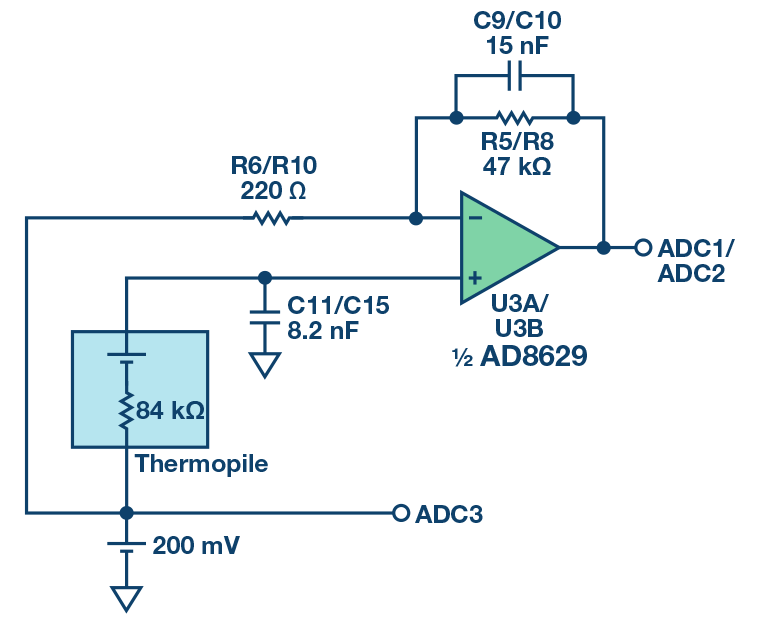 C9/C10
15 nF
R5/R8
47 kΩ
R6/R10
220 Ω
−
+
ADC1/
ADC2
C11/C15
8.2 nF
U3A/
U3B
½ AD8629
84 kΩ
Thermopile
ADC3
200 mV